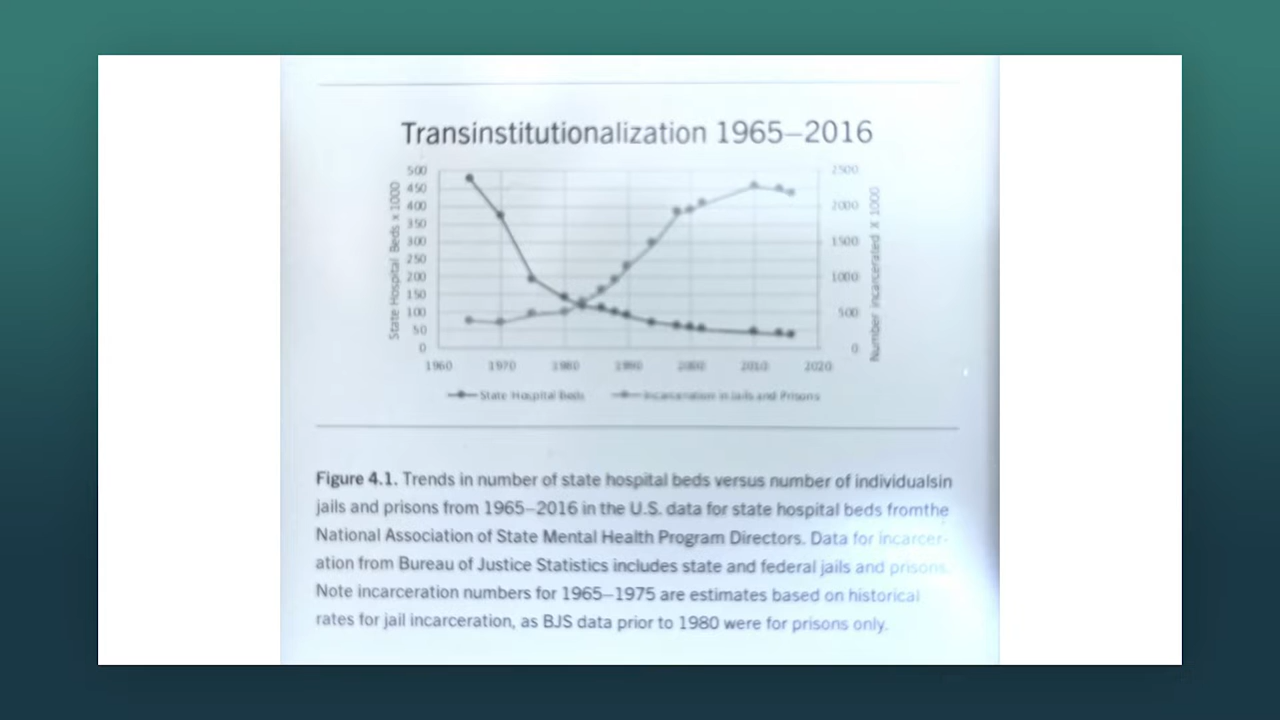 Transinstitutionalization 1965–2016
500
450
400
350
300
250
200
150
100
50
0
State Hospital Beds x 1000
2500
2000
1500
1000
500
0
Number incarcerated X 1000
1960 1970 1980 1990 2000 2010 2020
State Hospital Beds Incarceration in Jails and Prisons
Figure 4.1. Trends in number of state hospital beds versus number of individualsin
jails and prisons from 1965–2016 in the U.S. data for state hospital beds fromthe
National Association of State Mental Health Program Directors. Data for incarcer-
ation from Bureau of Justice Statistics includes state and federal jails and prisons.
Note incarceration numbers for 1965–1975 are estimates based on historical
rates for jail incarceration, as BJS data prior to 1980 were for prisons only.